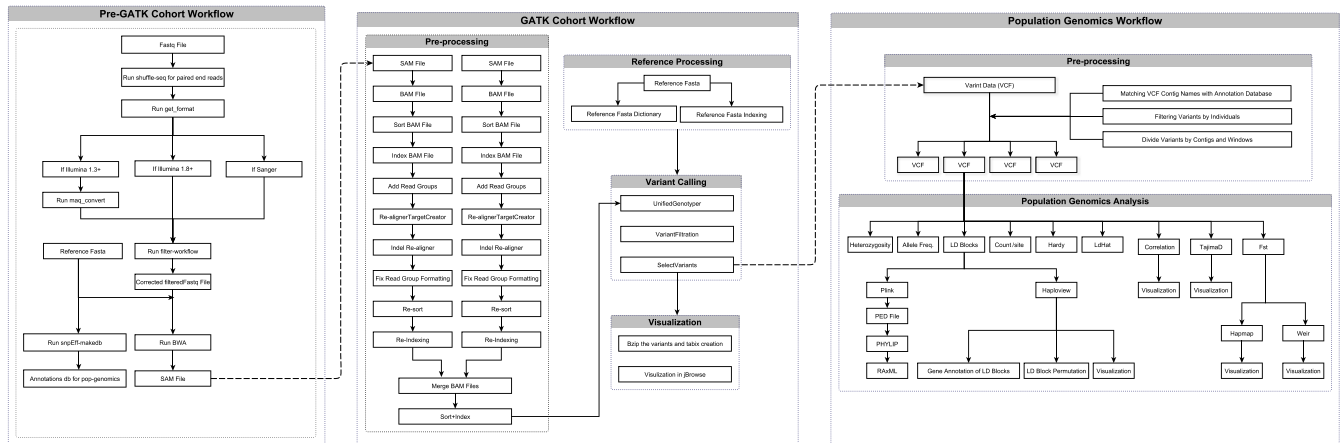 Pre-GATK Cohort Workflow
Fastq File
Run shuffle-seq for paired end reads
Run get_format
If Illumina 1.3+
If Illumina 1.8+
If Sanger
Run maq_convert
Reference Fasta
Run filter-workflow
Corrected filteredFastq File
Run snpEff-makedb
Run BWA
Annotations db for pop-genomics
SAM File
GATK Cohort Workflow
Pre-processing
SAM File
SAM File
BAM FIle
BAM FIle
Sort BAM File
Sort BAM File
Index BAM File
Index BAM File
Add Read Groups
Add Read Groups
Re-alignerTargetCreator
Re-alignerTargetCreator
Indel Re-aligner
Indel Re-aligner
Fix Read Group Formatting
Fix Read Group Formatting
Re-sort
Re-sort
Re-Indexing
Re-Indexing
Merge BAM Files
Sort+Index
Reference Processing
Reference Fasta
Reference Fasta Dictionary
Reference Fasta Indexing
Variant Calling
UnifiedGenotyper
VariantFiltration
SelectVariants
Visualization
Bzip the variants and tabix creation
Visulization in jBrowse
Population Genomics Workflow
Pre-processing
Varint Data (VCF)
Matching VCF Contig Names with Annotation Database
Filtering Variants by Individuals
Divide Variants by Contigs and Windows
VCF
VCF
VCF
VCF
Population Genomics Analysis
Heterozygosity
Allele Freq.
LD Blocks
Count /site
Hardy
LdHat
Correlation
TajimaD
Fst
Plink
Haploview
Visualization
Visualization
PED File
Hapmap
Weir
PHYLIP
RAxML
Gene Annotation of LD Blocks
LD Block Permutation
Visualization
Visualization
Visualization